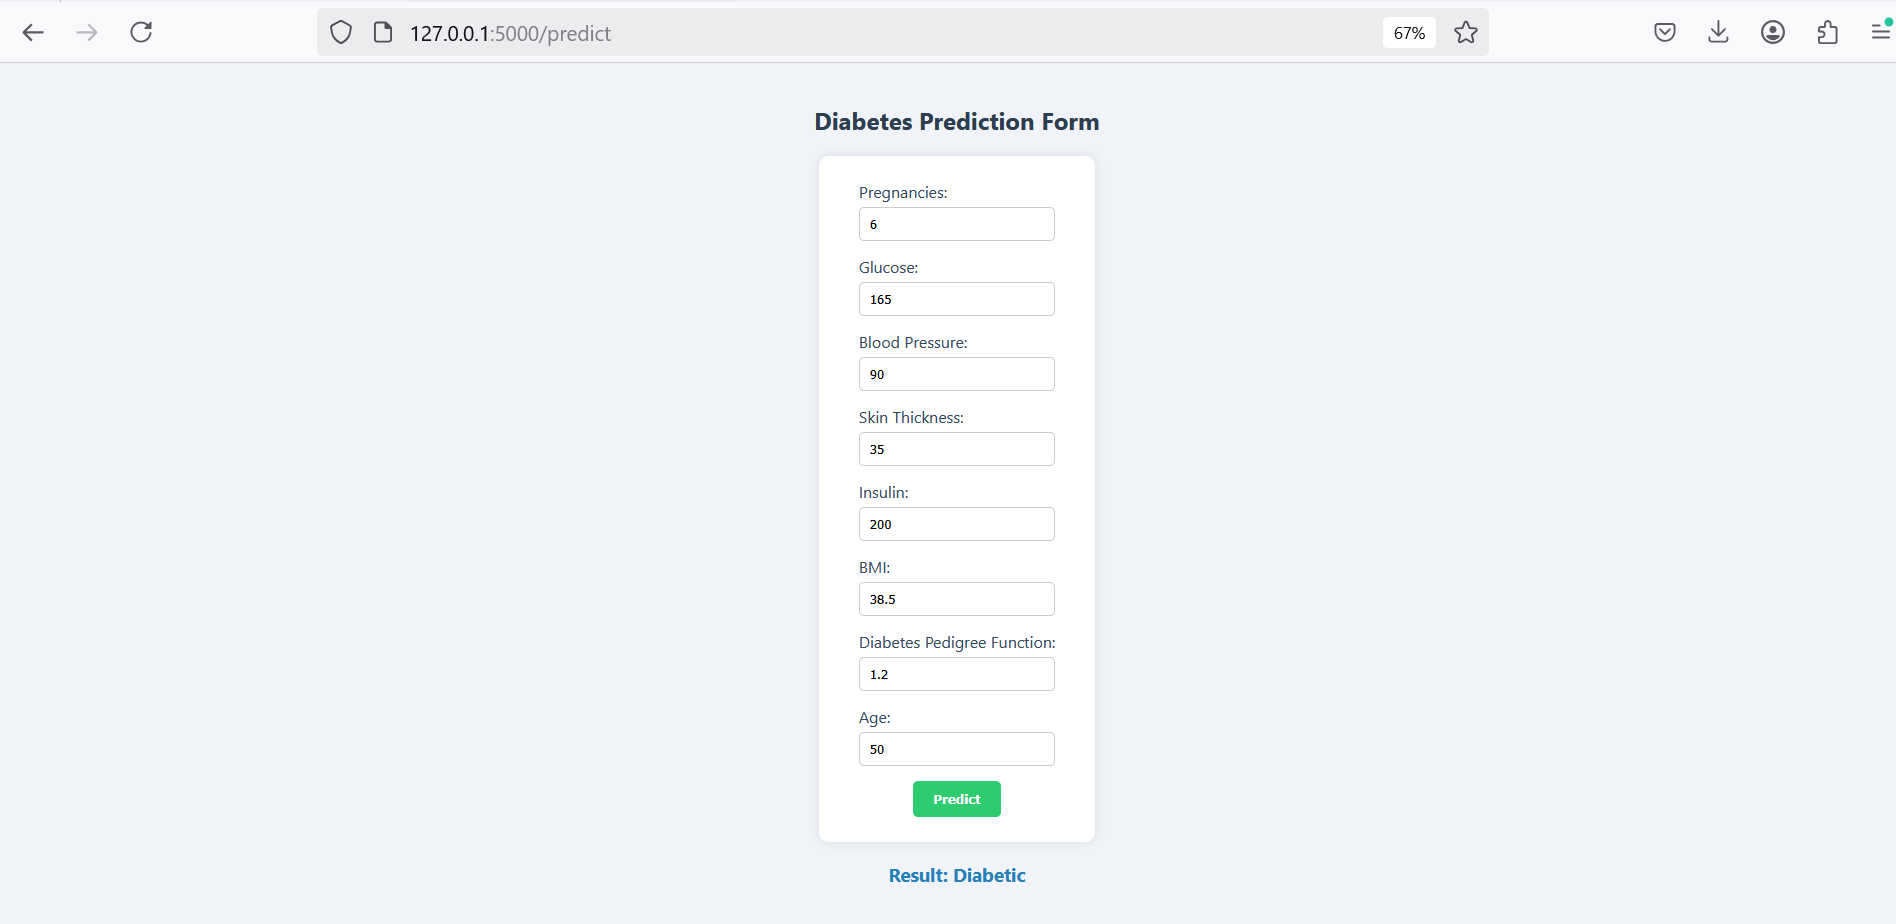 127.0.0.1:5000/predict
67%
Diabetes Prediction Form
Pregnancies:
6
Glucose:
165
Blood Pressure:
90
Skin Thickness:
35
Insulin:
200
BMI:
38.5
Diabetes Pedigree Function:
1.2
Age:
50
Predict
Result: Diabetic